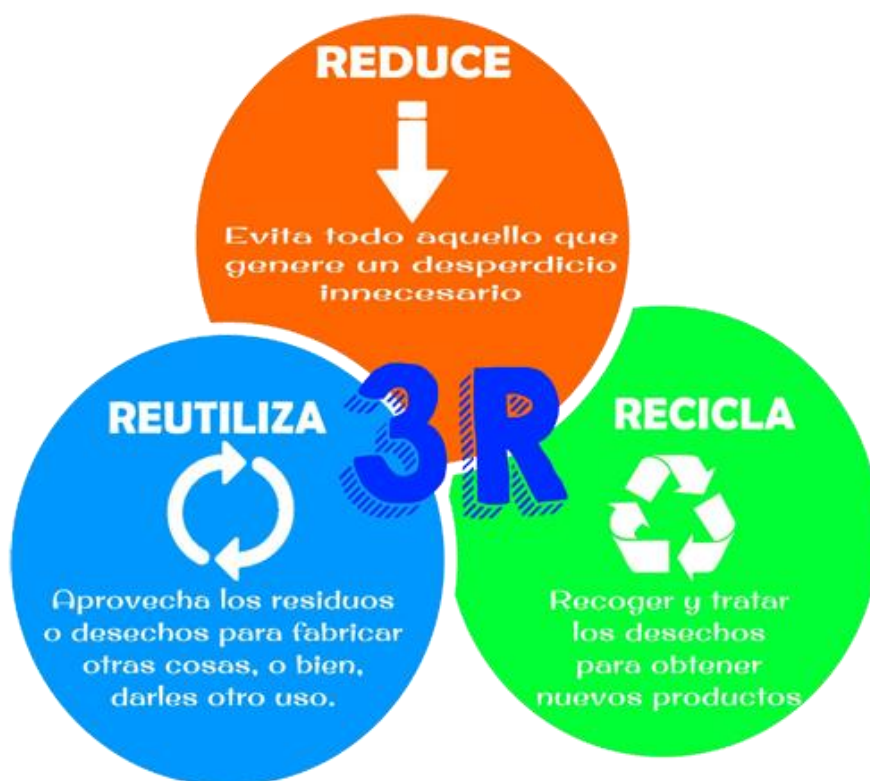 REDUCE
Evita todo aquello que
genere un desperdicio
innecesario
3R
REUTILIZA
Aprovecha los residuos
o desechos para fabricar
otras cosas, o bien,
darles otro uso.
RECICLA
Recoger y tratar
los desechos
para obtener
nuevos productos